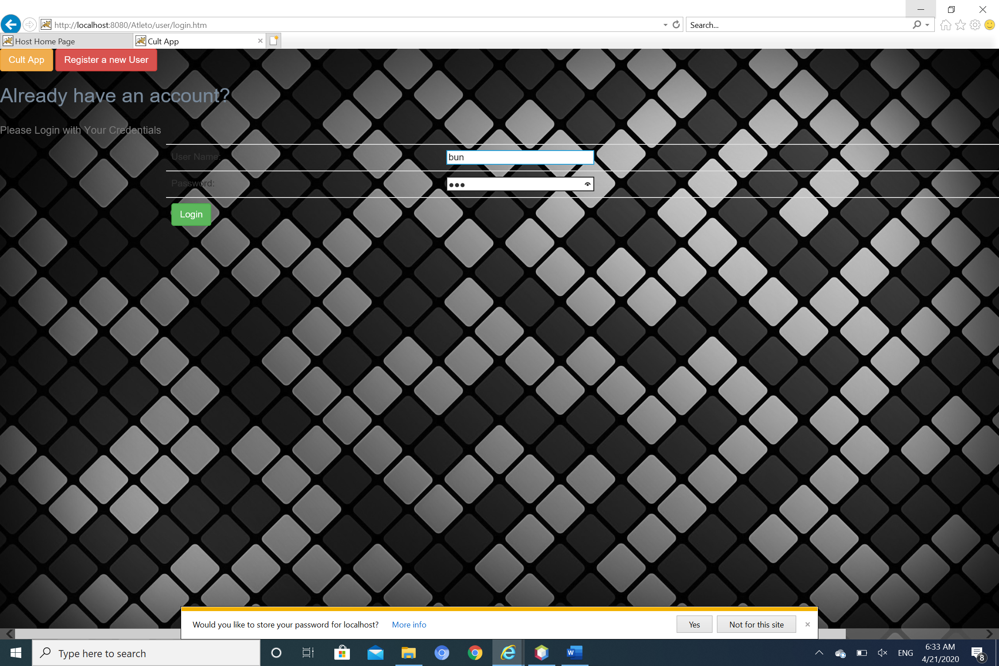 http://localhost:8080/Atleto/user/login.htm
Search...
Host Home Page
Cult App
Cult App
Register a new User
Already have an account?
Please Login with Your Credentials
User Name:
bun
Password:
Login
Would you like to store your password for localhost?
More info
Yes
Not for this site
Type here to search
ENG
6:33 AM
4/21/2020
8